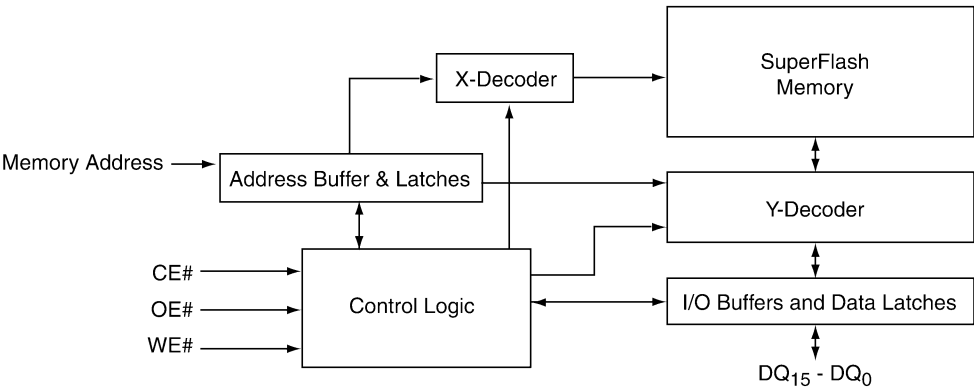 SuperFlash
Memory
X-Decoder
Memory Address
Address Buffer & Latches
Y-Decoder
CE#
OE#
WE#
Control Logic
I/O Buffers and Data Latches
DQ15 - DQ0